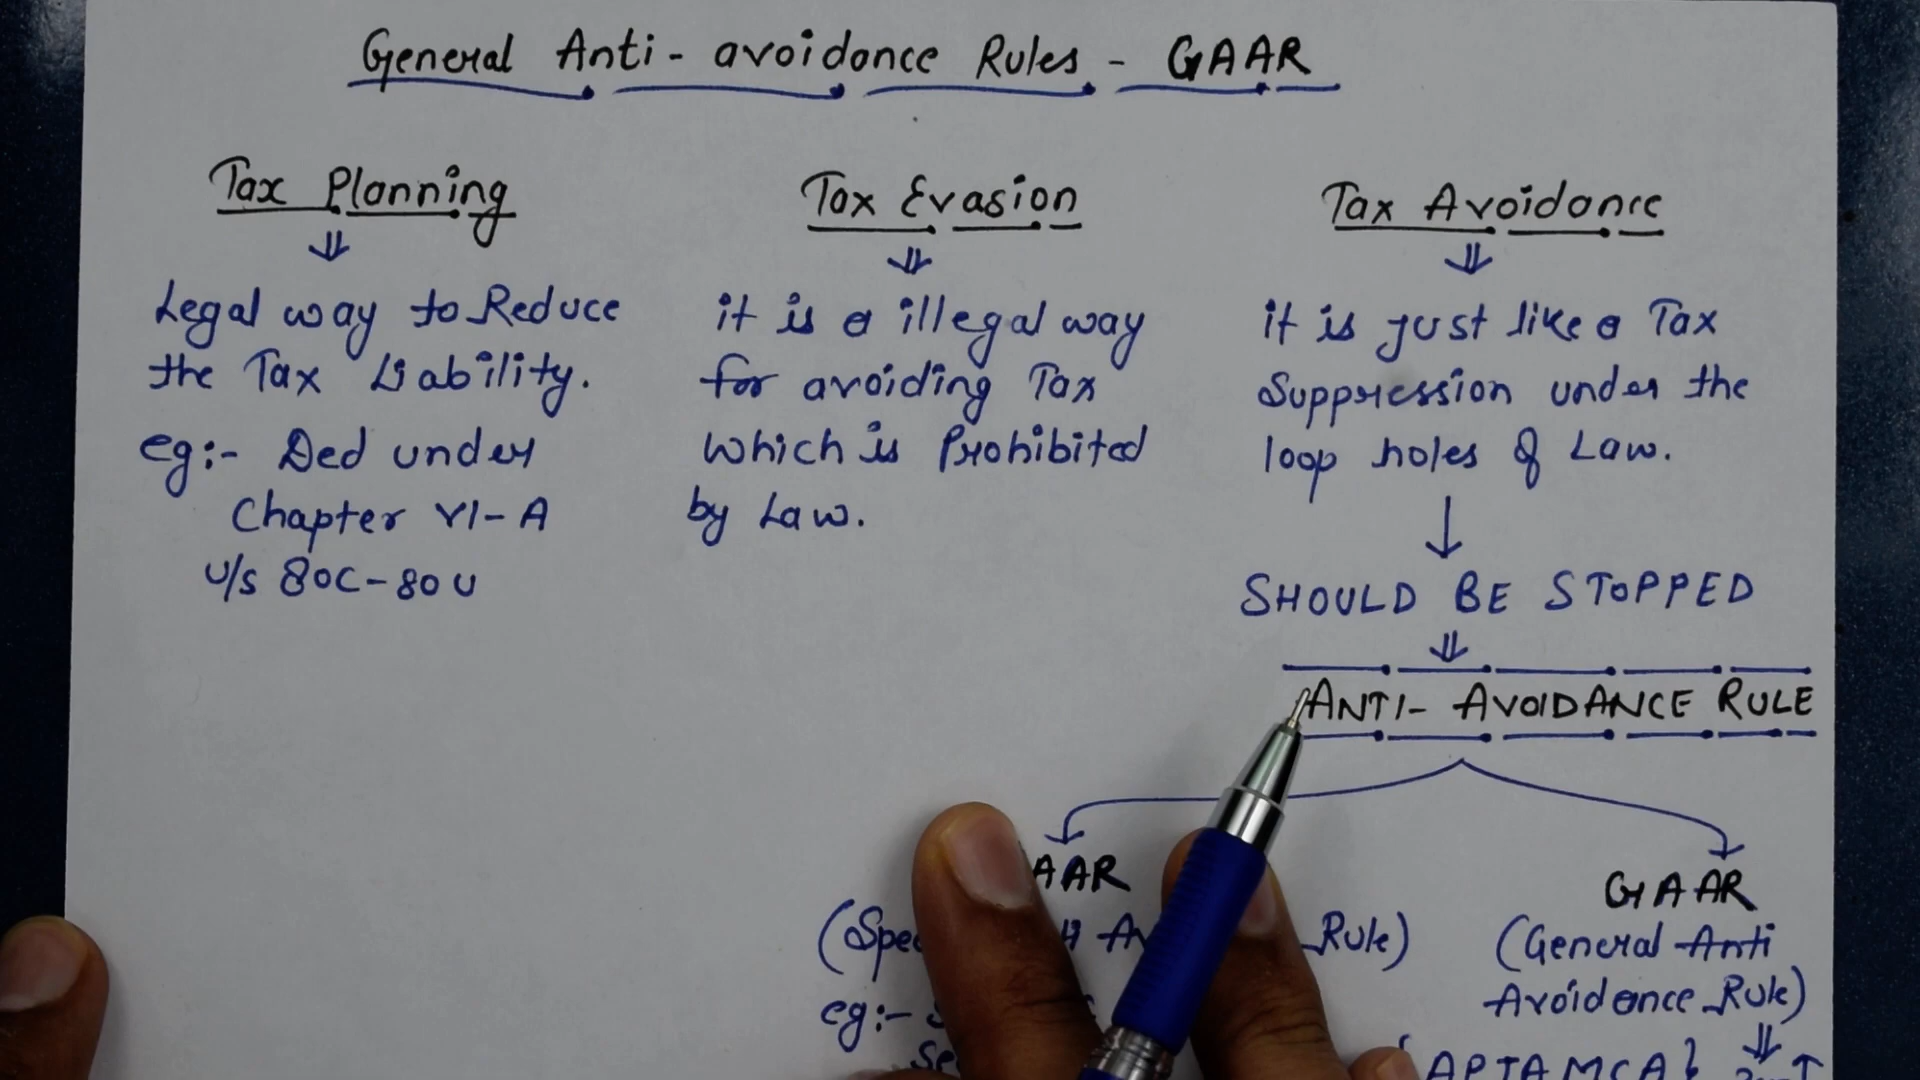 General Anti-avoidance Rules - GAAR
Tax Planning
Legal way to Reduce
the Tax Liability.
eg:- Ded under
Chapter VI-A
U/s 80C-80U
Tax Evasion
it is a illegal way
for avoiding Tax
which is Prohibited
by Law.
Tax Avoidance
it is just like a Tax
Suppression under the
loop holes of Law.
SHOULD BE STOPPED
ANTI-AVOIDANCE RULE
AAR
Rule)
eg:-
GAAR
(General Anti
Avoidance Rule)